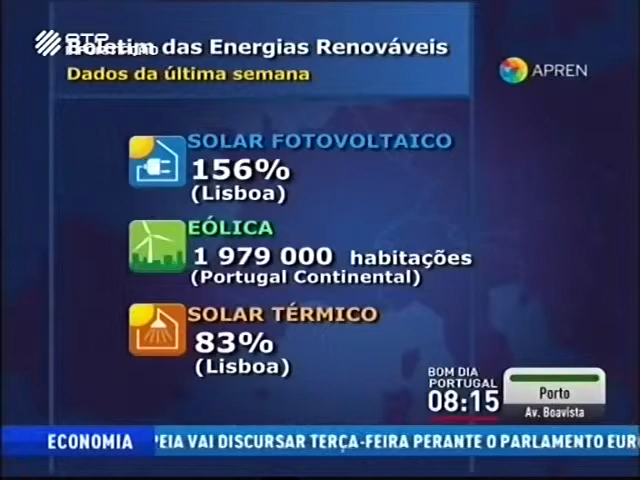 Boletim das Energias Renováveis
Dados da última semana
APREN
SOLAR FOTOVOLTAICO
156%
(Lisboa)
EÓLICA
1 979 000 habitações
(Portugal Continental)
SOLAR TÉRMICO
83%
(Lisboa)
BOM DIA
PORTUGAL
08:15
Porto
Av. Boavista
ECONOMIA
PEIA VAI DISCURSAR TERÇA-FEIRA PERANTE O PARLAMENTO EUR